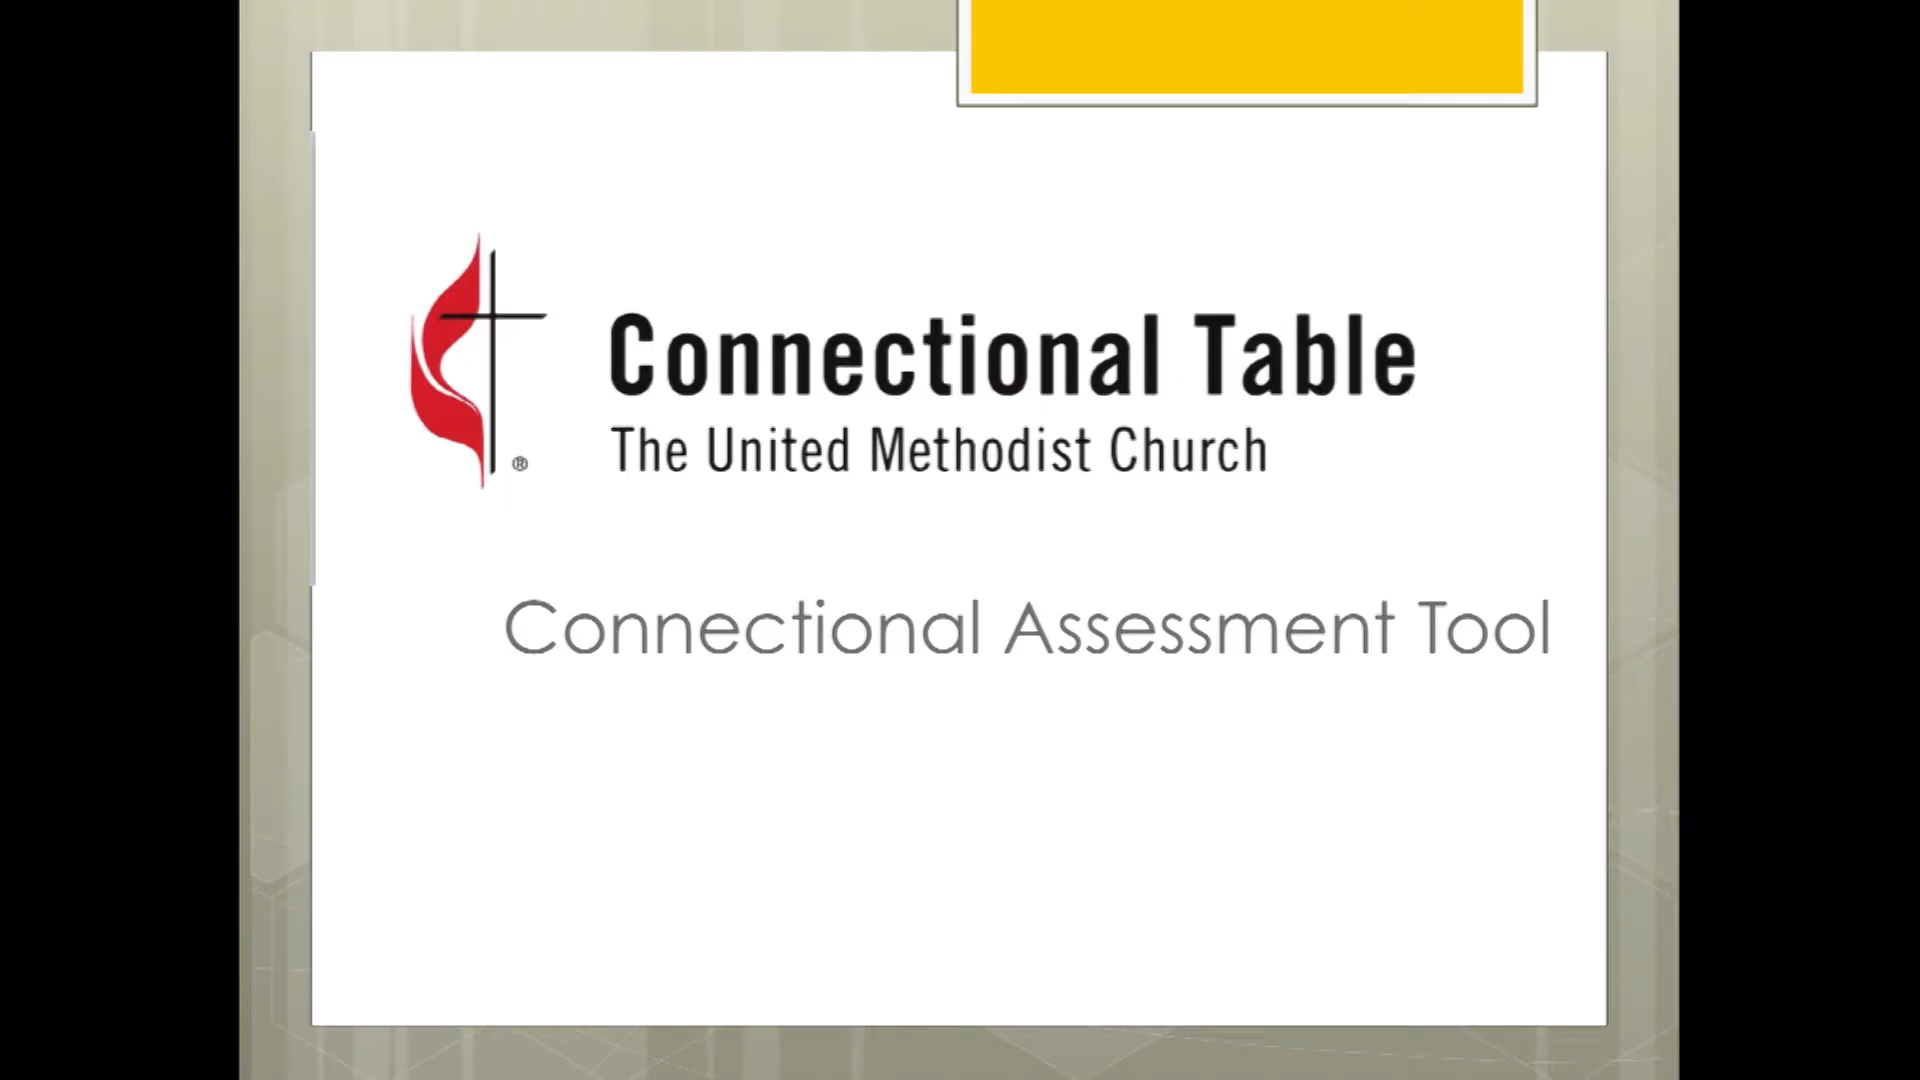 Connectional Table
The United Methodist Church
®
Connectional Assessment Tool